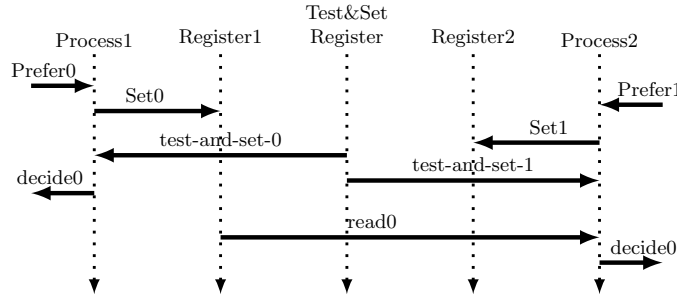 Test&Set
Process1 Register1 Register Register2 Process2
Prefer0
Prefer1
Set0
Set1
test-and-set-0
test-and-set-1
decide0
read0
decide0